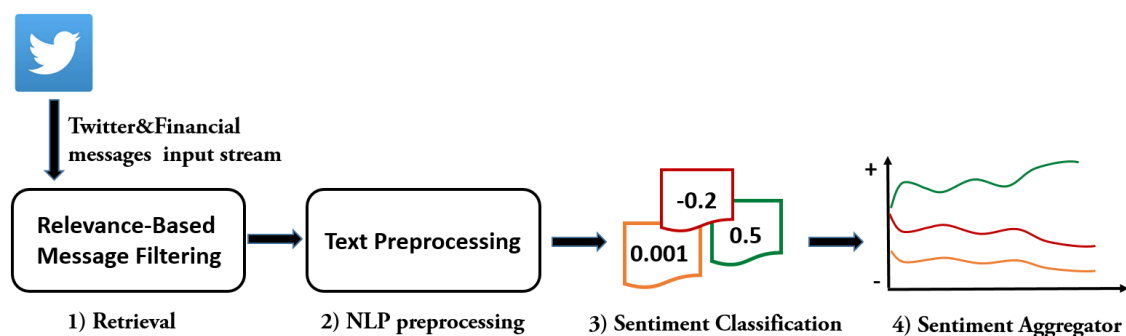 Twitter&Financial
messages input stream
Relevance-Based
Message Filtering
Text Preprocessing
-0.2
0.001
0.5
+
-
1) Retrieval
2) NLP preprocessing
3) Sentiment Classification
4) Sentiment Aggregator